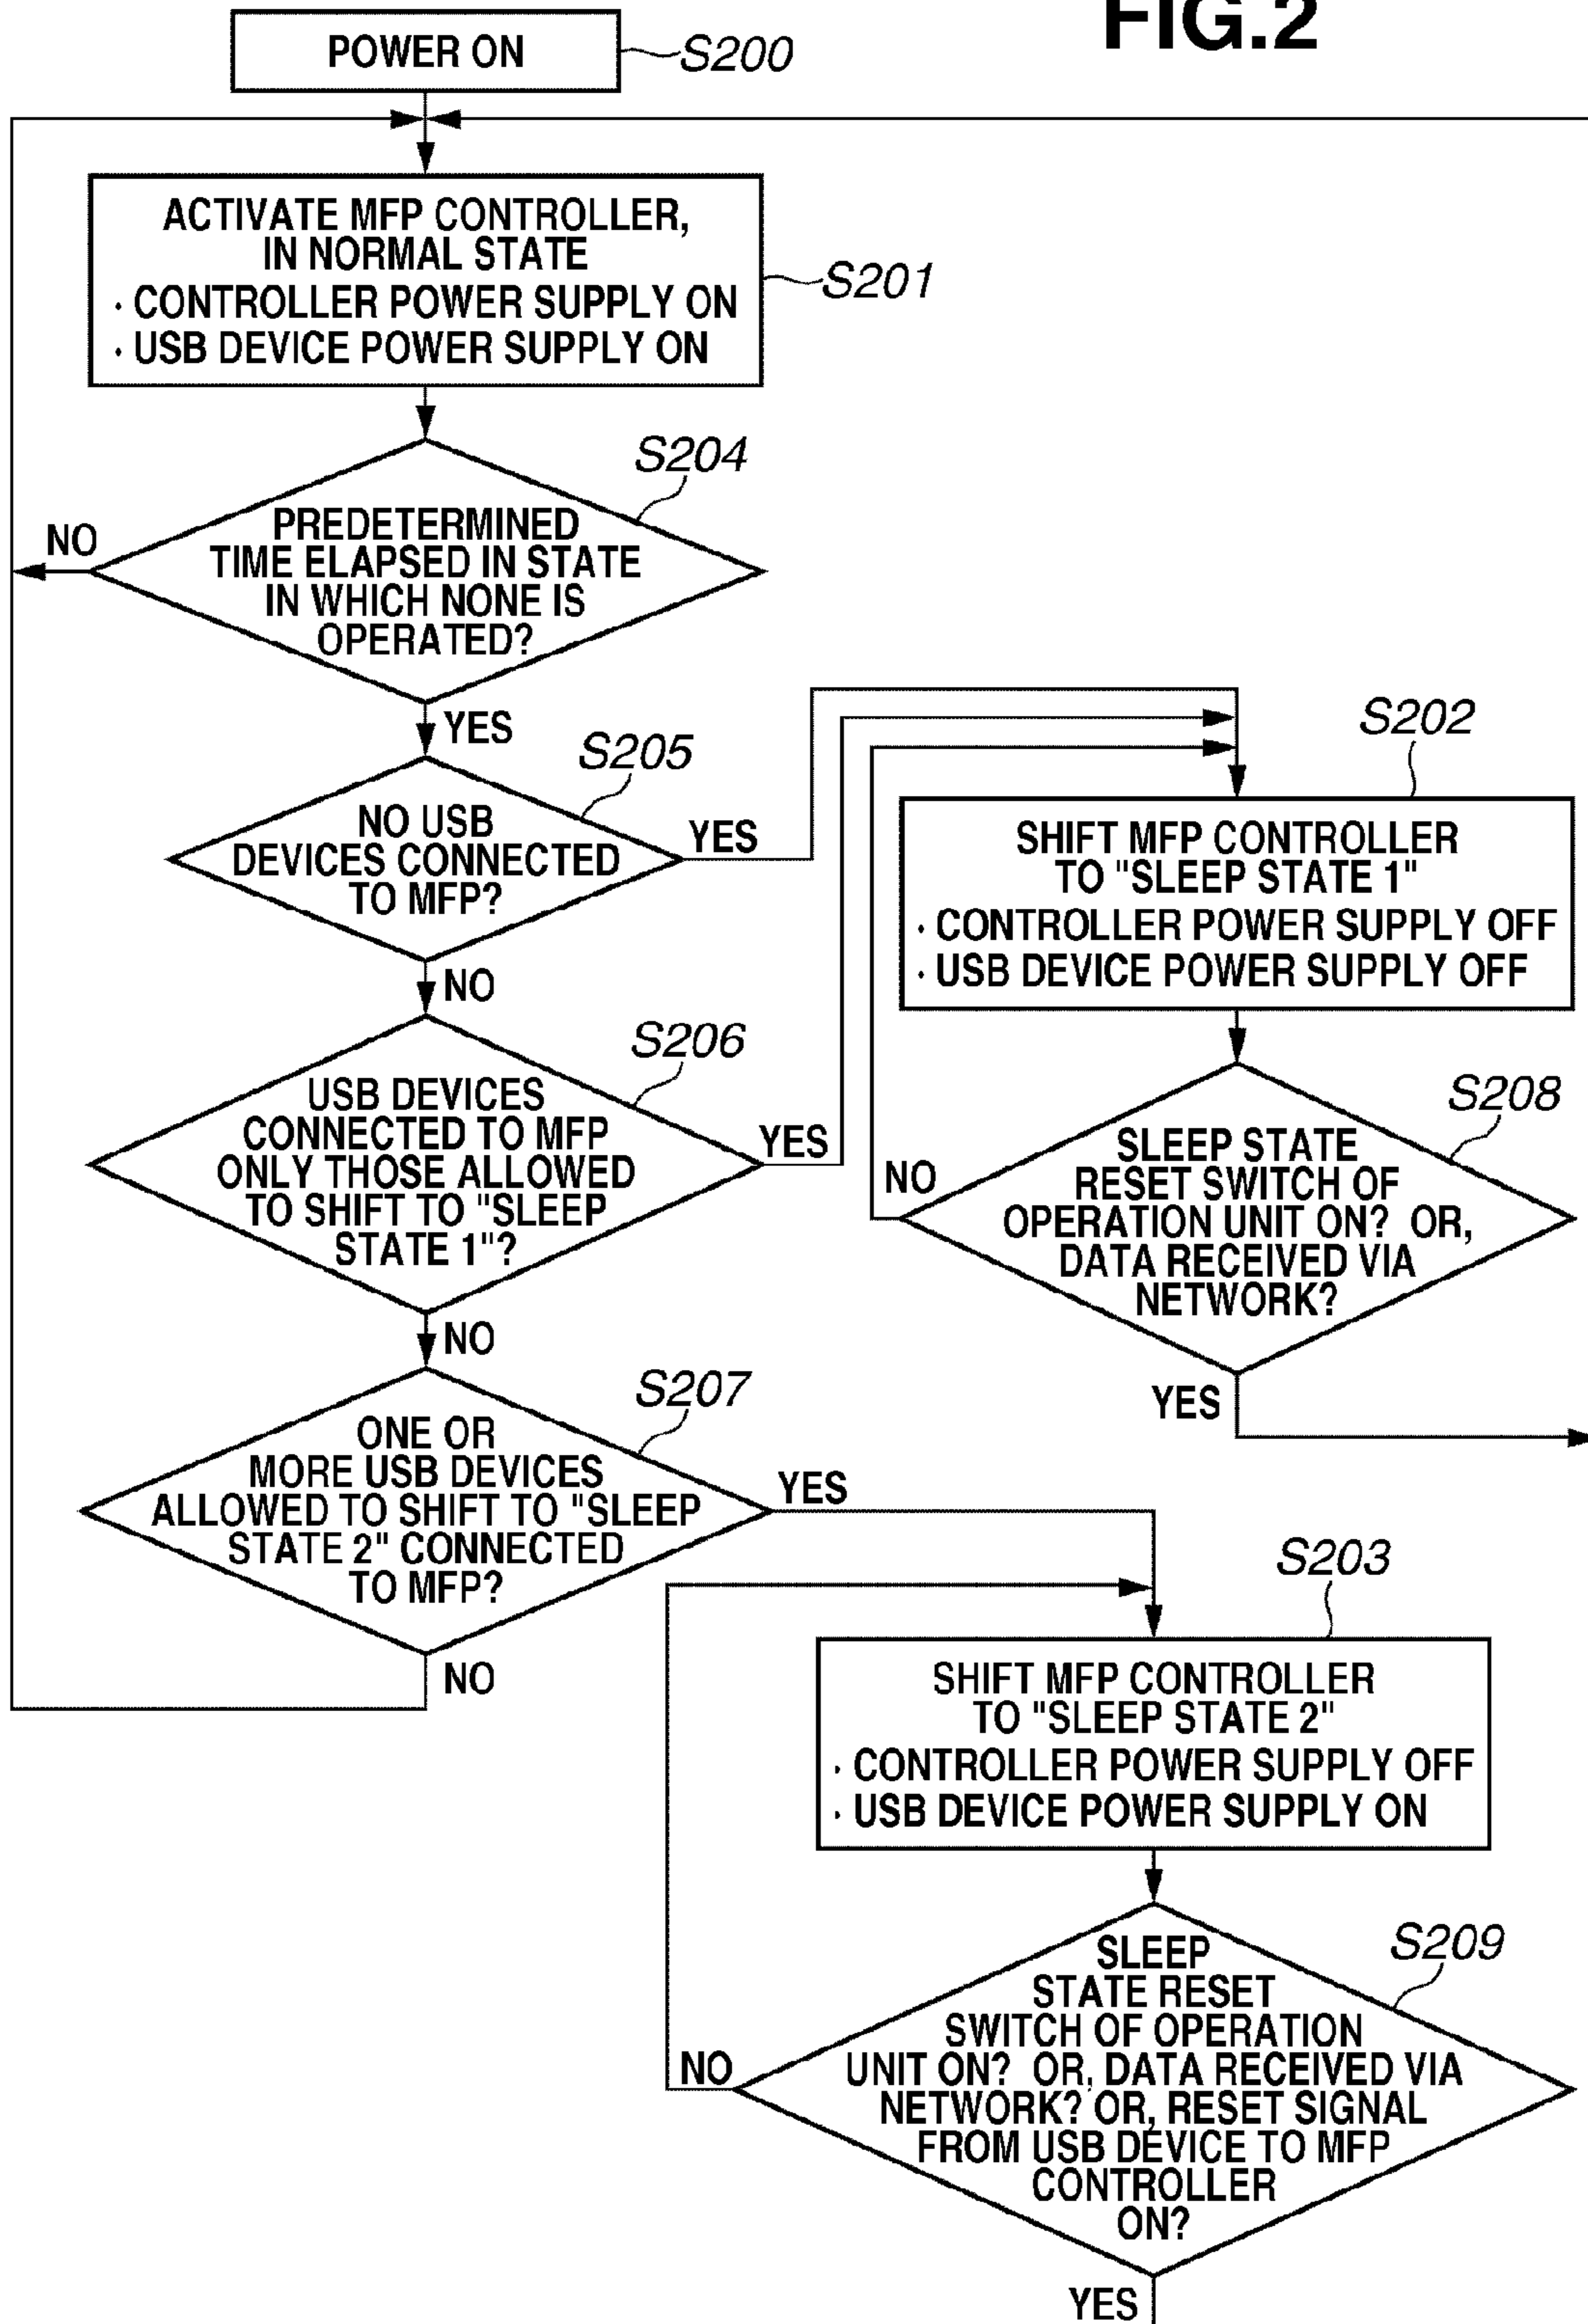 FIG.2
POWER ON
S200
ACTIVATE MFP CONTROLLER,
IN NORMAL STATE
· CONTROLLER POWER SUPPLY ON
· USB DEVICE POWER SUPPLY ON
S201
S204
PREDETERMINED
TIME ELAPSED IN STATE
IN WHICH NONE IS
OPERATED?
NO
YES
S205
NO USB
DEVICES CONNECTED
TO MFP?
YES
NO
S206
USB DEVICES
CONNECTED TO MFP
ONLY THOSE ALLOWED
TO SHIFT TO "SLEEP
STATE 1"?
YES
NO
S207
ONE OR
MORE USB DEVICES
ALLOWED TO SHIFT TO "SLEEP
STATE 2" CONNECTED
TO MFP?
YES
NO
S202
SHIFT MFP CONTROLLER
TO "SLEEP STATE 1"
· CONTROLLER POWER SUPPLY OFF
· USB DEVICE POWER SUPPLY OFF
S208
SLEEP STATE
RESET SWITCH OF
OPERATION UNIT ON? OR,
DATA RECEIVED VIA
NETWORK?
NO
YES
S203
SHIFT MFP CONTROLLER
TO "SLEEP STATE 2"
· CONTROLLER POWER SUPPLY OFF
· USB DEVICE POWER SUPPLY ON
S209
SLEEP
STATE RESET
SWITCH OF OPERATION
UNIT ON? OR, DATA RECEIVED VIA
NETWORK? OR, RESET SIGNAL
FROM USB DEVICE TO MFP
CONTROLLER
ON?
NO
YES